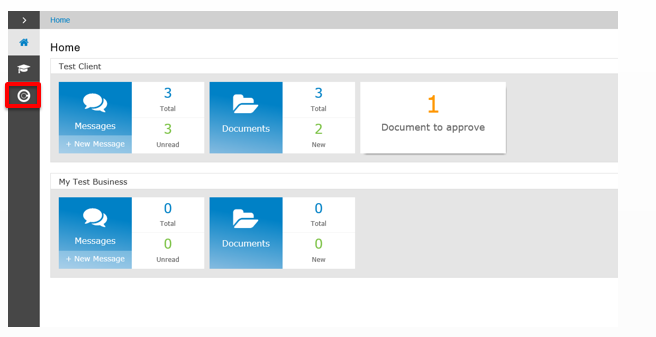 Home
Home
Test Client
Messages
+ New Message
3
Total
3
Unread
Documents
3
Total
2
New
1
Document to approve
My Test Business
Messages
+ New Message
0
Total
0
Unread
Documents
0
Total
0
New